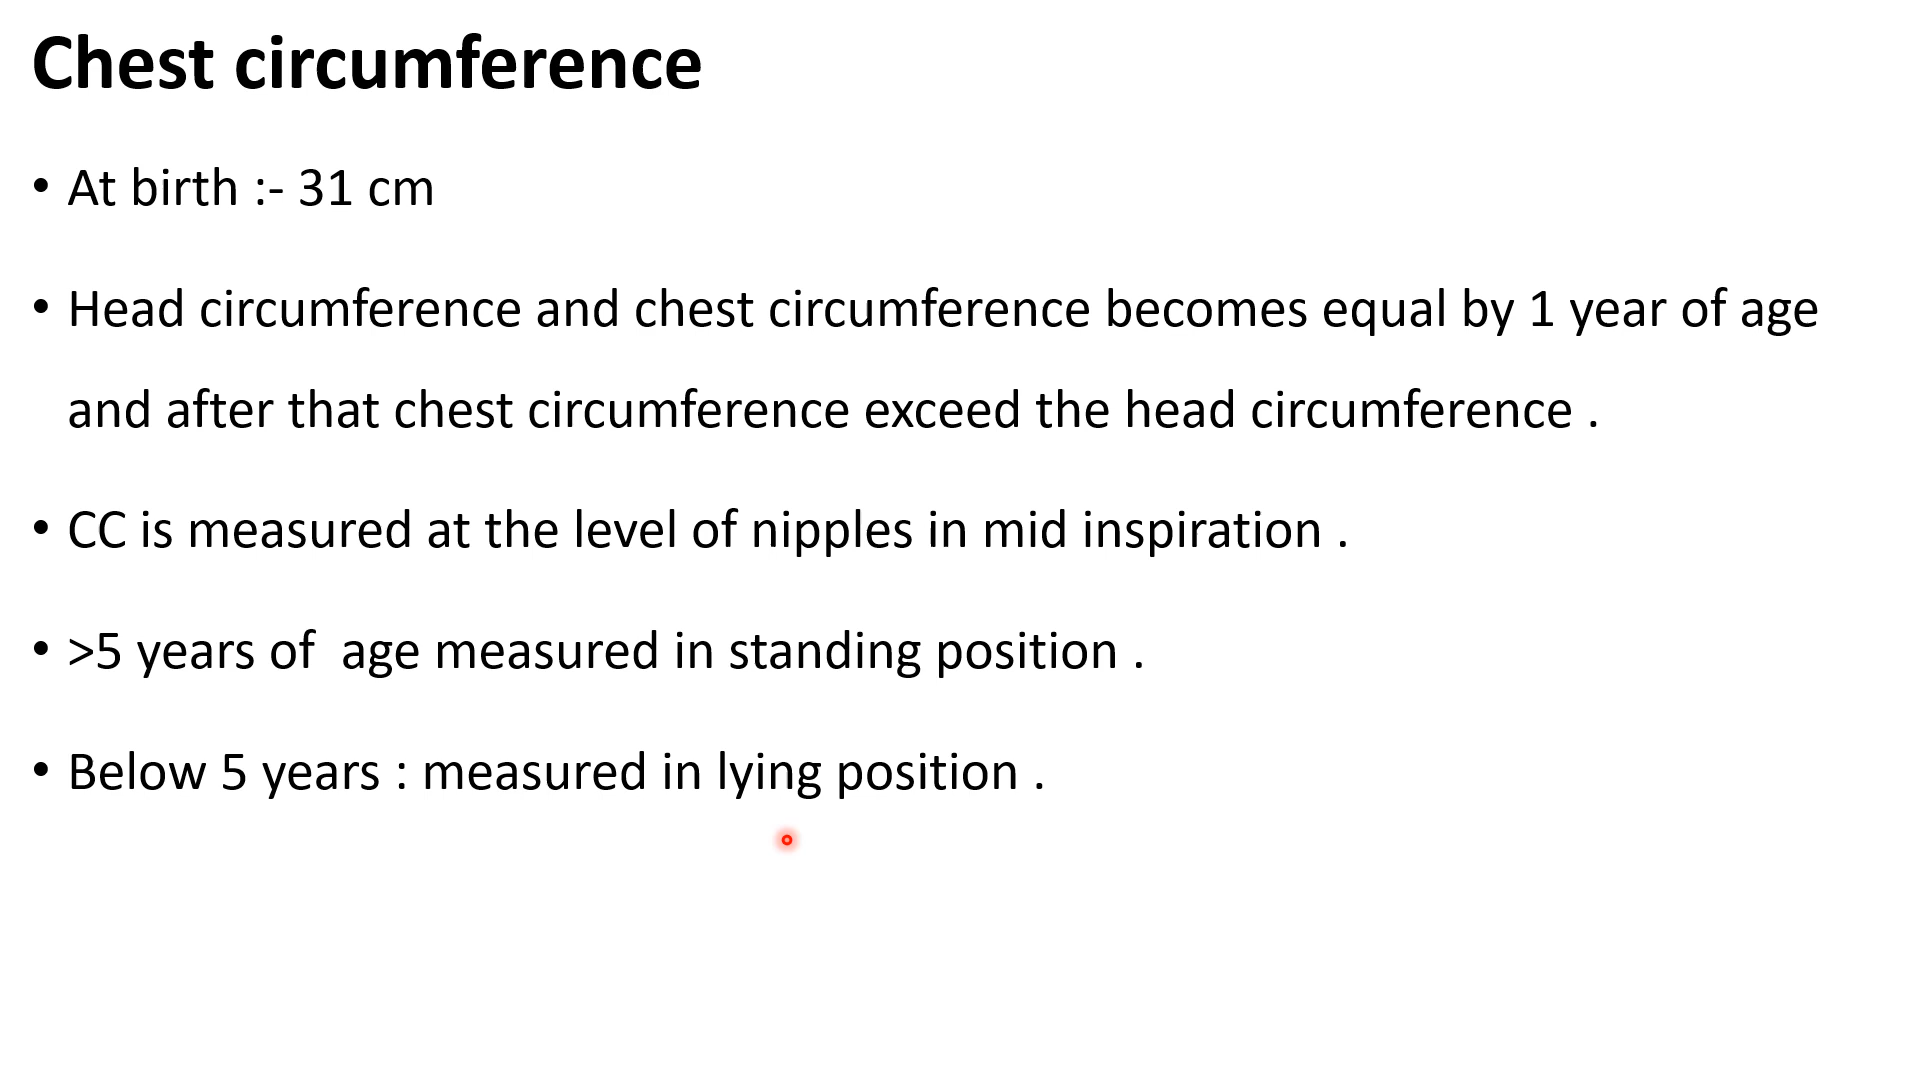 Chest circumference
• At birth :- 31 cm
• Head circumference and chest circumference becomes equal by 1 year of age
and after that chest circumference exceed the head circumference .
• CC is measured at the level of nipples in mid inspiration .
• >5 years of  age measured in standing position .
• Below 5 years : measured in lying position .